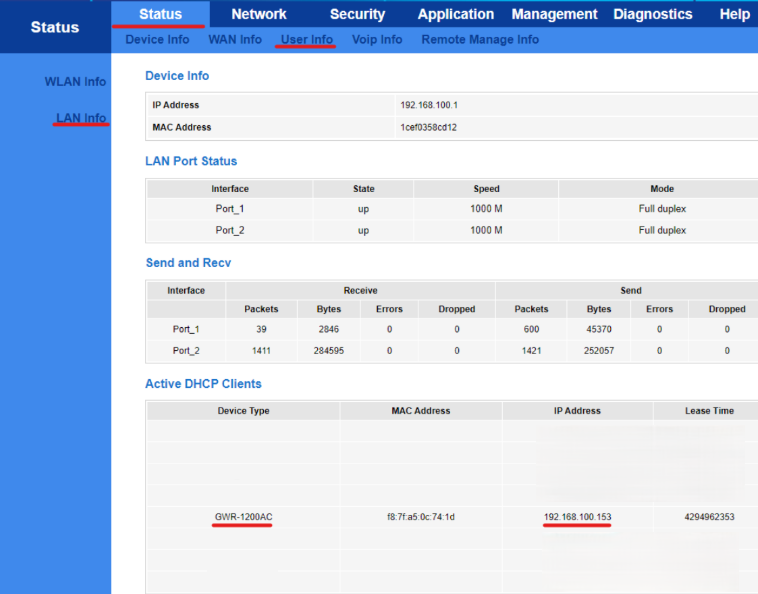 Status
Status Network Security Application Management Diagnostics Help
Device Info WAN Info User Info Voip Info Remote Manage Info
WLAN Info
LAN Info
Device Info
IP Address 192.168.100.1
MAC Address 1cef0358cd12
LAN Port Status
Interface State Speed Mode
Port_1 up 1000 M Full duplex
Port_2 up 1000 M Full duplex
Send and Recv
Interface Receive Send
Packets Bytes Errors Dropped Packets Bytes Errors Dropped
Port_1 39 2846 0 0 600 45370 0 0
Port_2 1411 284595 0 0 1421 252057 0 0
Active DHCP Clients
Device Type MAC Address IP Address Lease Time
GWR-1200AC f8:7f:a5:0c:74:1d 192.168.100.153 4294962353